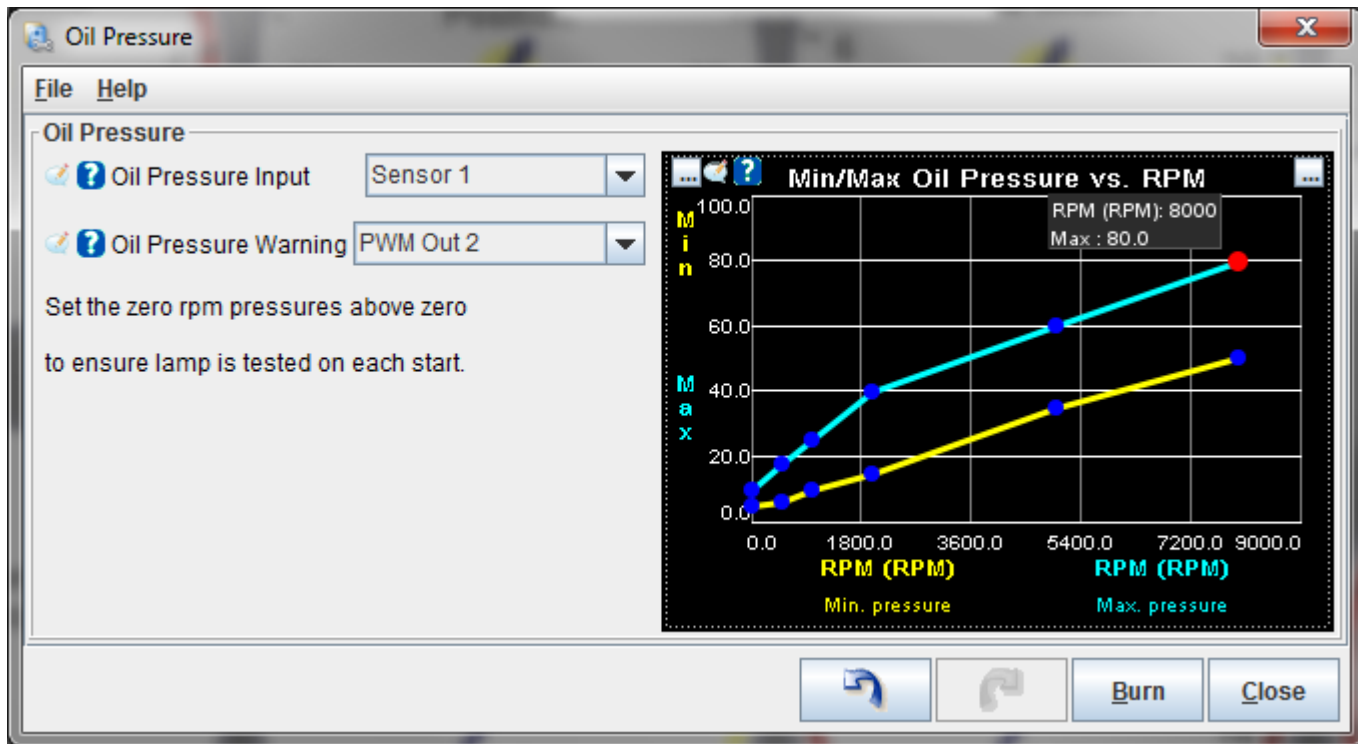 Oil Pressure
File Help
Oil Pressure
Oil Pressure Input
Sensor 1
Oil Pressure Warning
PWM Out 2
Set the zero rpm pressures above zero
to ensure lamp is tested on each start.
Min/Max Oil Pressure vs. RPM
RPM (RPM): 8000
Max : 80.0
Min
Max
100.0
80.0
60.0
40.0
20.0
0.0
0.0 1800.0 3600.0 5400.0 7200.0 9000.0
RPM (RPM) RPM (RPM)
Min. pressure Max. pressure
Burn
Close